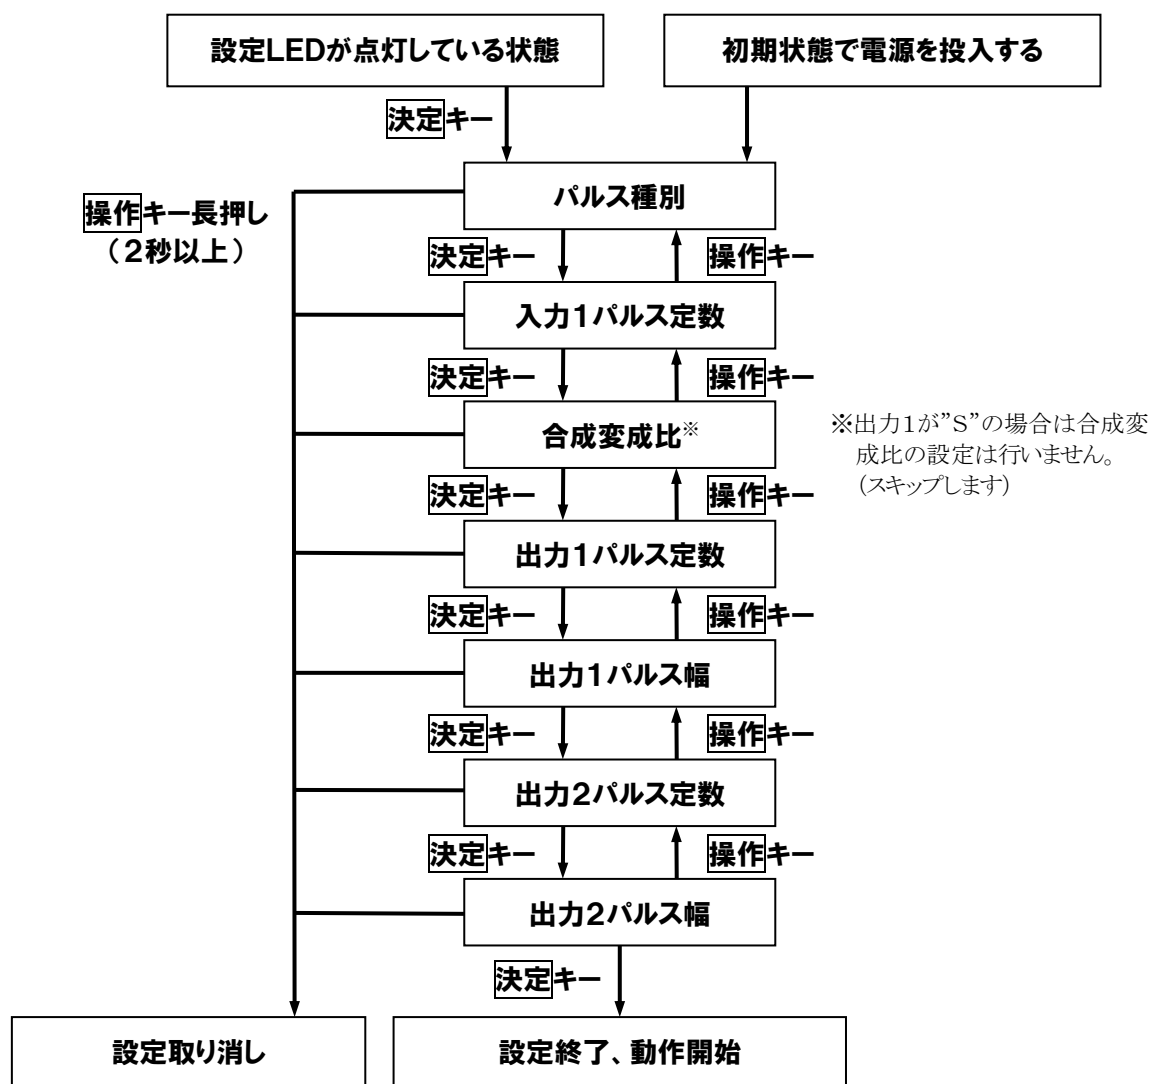 設定LEDが点灯している状態
初期状態で電源を投入する
決定キー
パルス種別
操作キー長押し
（２秒以上）
決定キー
操作キー
入力１パルス定数
決定キー
操作キー
合成変成比※
※出力１が”S”の場合は合成変
成比の設定は行いません。
（スキップします）
決定キー
操作キー
出力１パルス定数
決定キー
操作キー
出力１パルス幅
決定キー
操作キー
出力２パルス定数
決定キー
操作キー
出力２パルス幅
決定キー
設定取り消し
設定終了、動作開始